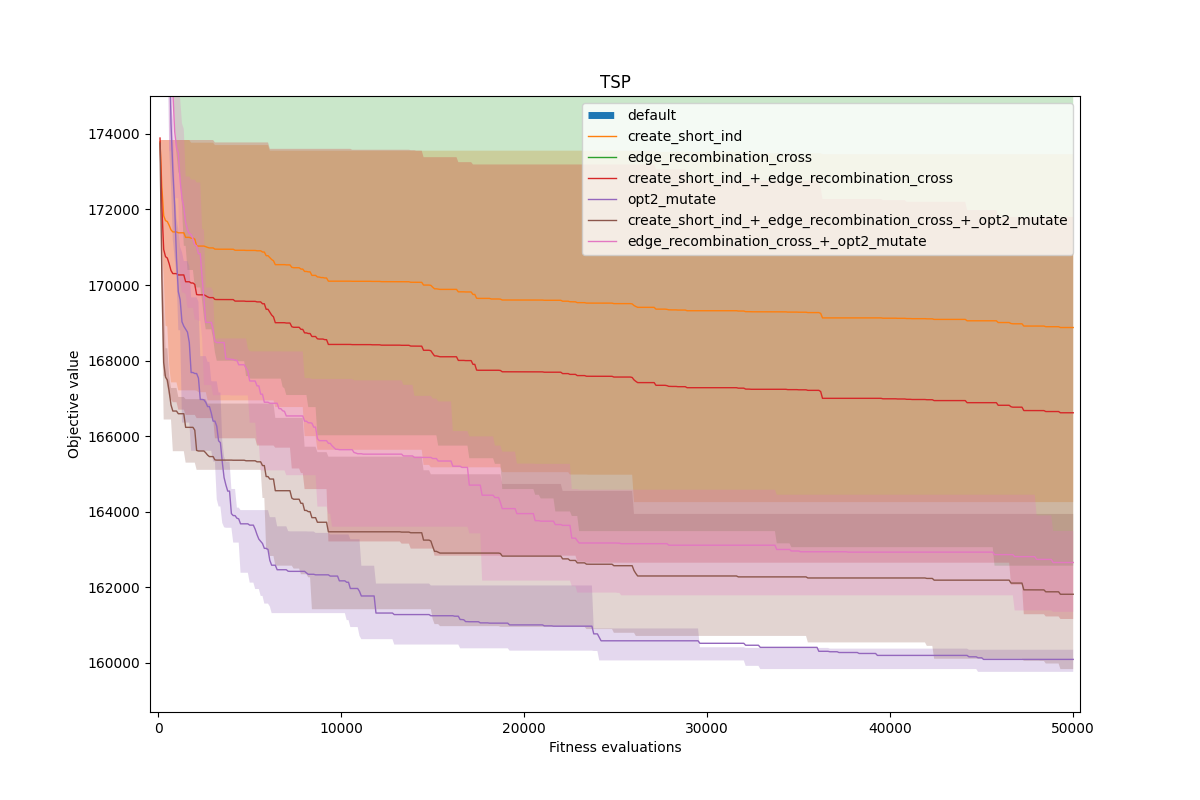 TSP
174000
172000
170000
168000
166000
164000
162000
160000
Objective value
0
10000
20000
30000
40000
50000
Fitness evaluations
default
create_short_ind
edge_recombination_cross
create_short_ind_+_edge_recombination_cross
opt2_mutate
create_short_ind_+_edge_recombination_cross_+_opt2_mutate
edge_recombination_cross_+_opt2_mutate